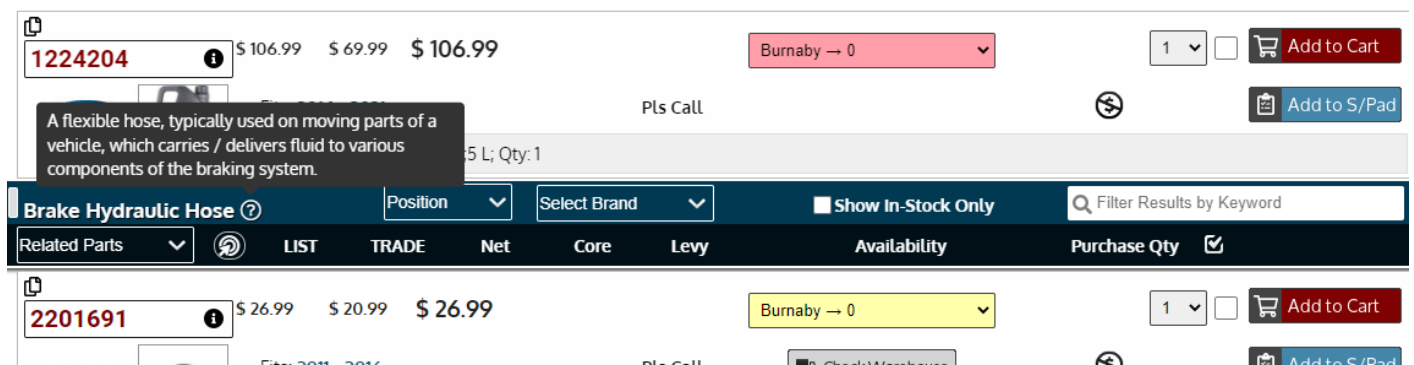 1224204 $ 106.99 $ 69.99 $ 106.99 Burnaby → 0 1 Add to Cart
Pls Call Add to S/Pad
A flexible hose, typically used on moving parts of a
vehicle, which carries / delivers fluid to various
components of the braking system.
5 L; Qty: 1
Brake Hydraulic Hose ? Position Select Brand Show In-Stock Only Filter Results by Keyword
Related Parts LIST TRADE Net Core Levy Availability Purchase Qty
2201691 $ 26.99 $ 20.99 $ 26.99 Burnaby → 0 1 Add to Cart
Fits: 2011 - 2016 Pls Call Check Warehouse Add to S/Pad